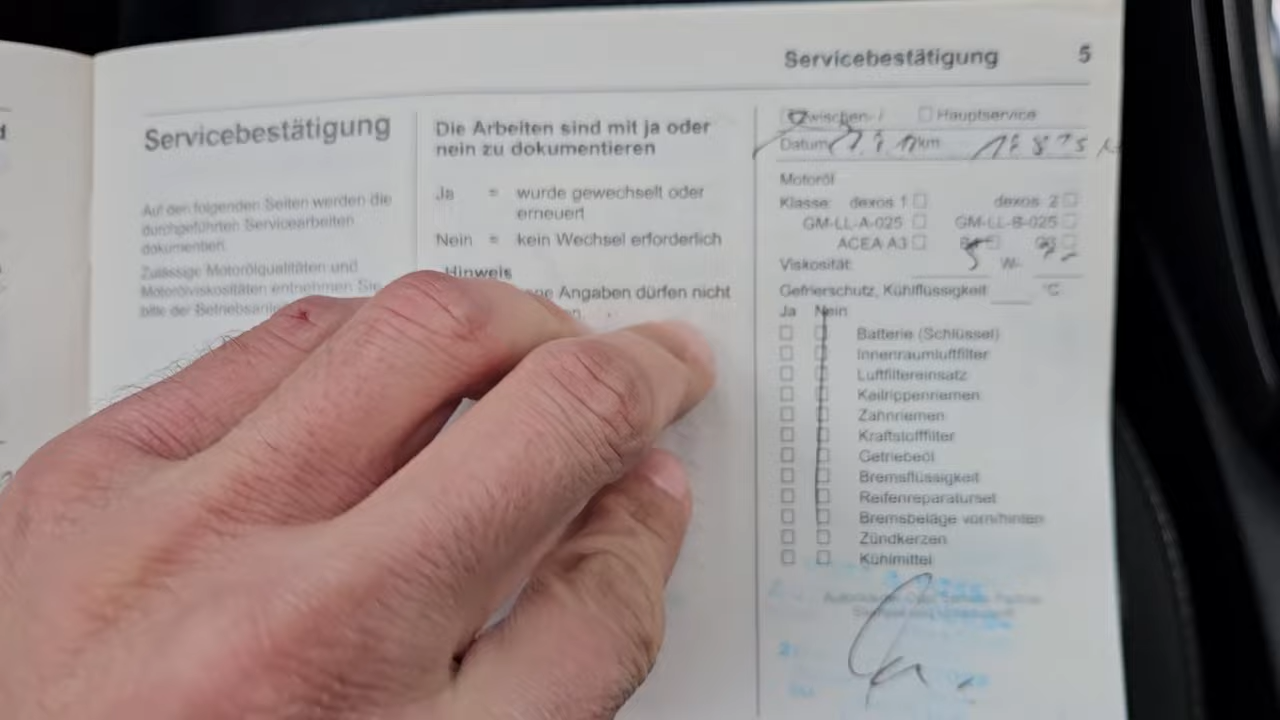 Servicebestätigung 5
Servicebestätigung
Auf den folgenden Seiten werden die
durchgeführten Servicearbeiten
dokumentiert.
Zulässige Motorölqualitäten und
Motorölviskositäten entnehmen Sie
bitte der
Die Arbeiten sind mit ja oder
nein zu dokumentieren
Ja = wurde gewechselt oder
erneuert
Nein = kein Wechsel erforderlich
Hinweis
Angaben dürfen nicht
Zwischen- / Hauptservice
Datum km
Motoröl
Klasse: dexos 1 dexos 2
GM-LL-A-025 GM-LL-B-025
ACEA A3
Viskosität: 5 W-
Gefrierschutz, Kühlflüssigkeit °C
Ja Nein
Batterie (Schlüssel)
Innenraumluftfilter
Luftfiltereinsatz
Keilrippenriemen
Zahnriemen
Kraftstofffilter
Getriebeöl
Bremsflüssigkeit
Reifenreparaturset
Bremsbeläge vorn/hinten
Zündkerzen
Kühlmittel